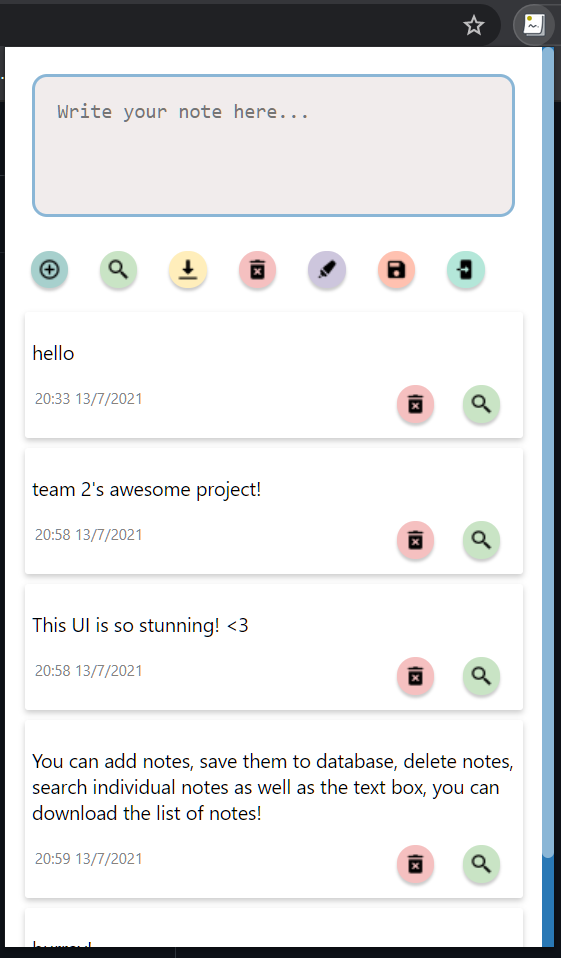 Write your note here...
hello
20:33 13/7/2021
team 2's awesome project!
20:58 13/7/2021
This UI is so stunning! <3
20:58 13/7/2021
You can add notes, save them to database, delete notes,
search individual notes as well as the text box, you can
download the list of notes!
20:59 13/7/2021